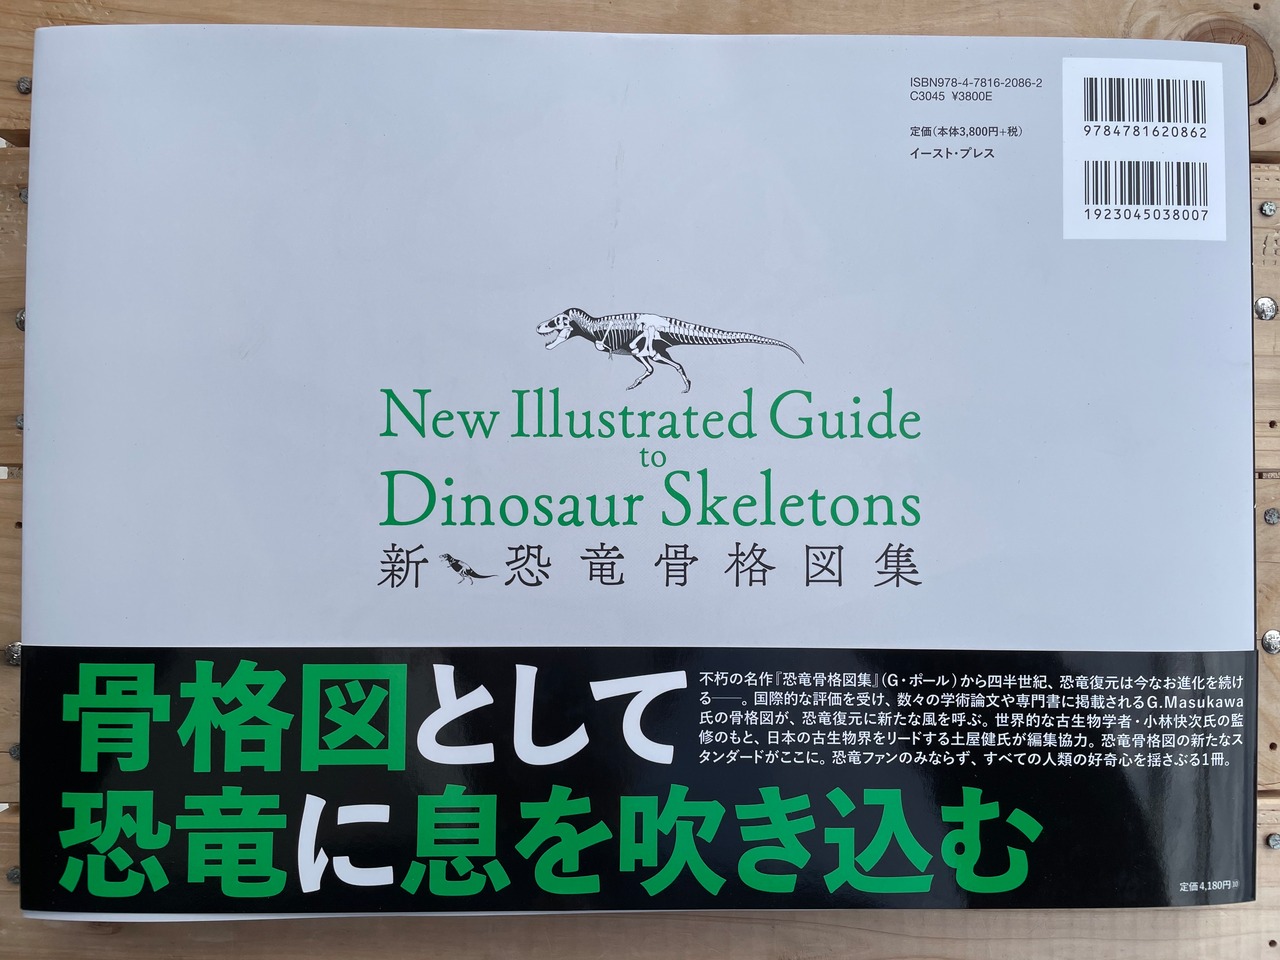 ISBN978-4-7816-2086-2
C3045 ¥3800E
定価(本体3,800円+税)
イースト・プレス
9784781620862
1923045038007
New Illustrated Guide
to
Dinosaur Skeletons
新恐竜骨格図集
骨格図として
恐竜に息を吹き込む
不朽の名作『恐竜骨格図集』(G・ポール)から四半世紀、恐竜復元は今なお進化を続け
る――。国際的な評価を受け、数々の学術論文や専門書に掲載されるG.Masukawa
氏の骨格図が、恐竜復元に新たな風を呼ぶ。世界的な古生物学者・小林快次氏の監
修のもと、日本の古生物界をリードする土屋健氏が編集協力。恐竜骨格図の新たなス
タンダードがここに。恐竜ファンのみならず、すべての人類の好奇心を揺さぶる1冊。
定価4,180円10